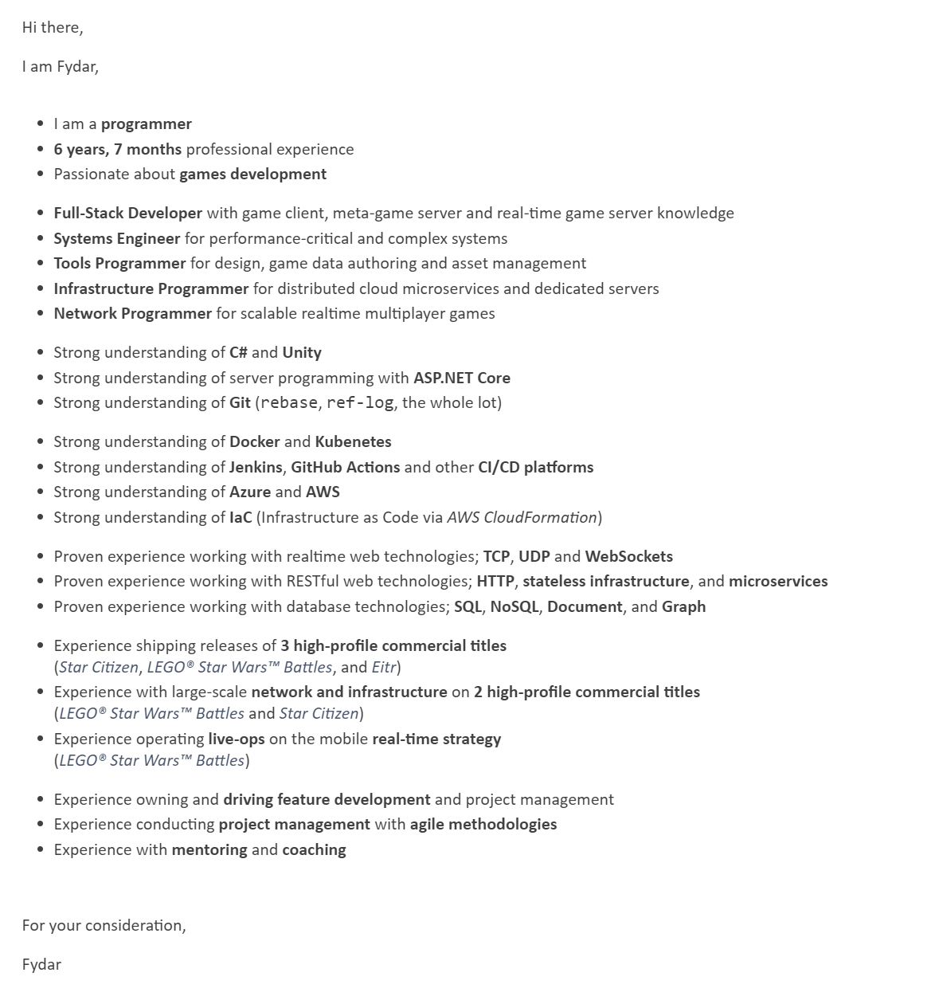 Hi there,
I am Fydar,
• I am a programmer
• 6 years, 7 months professional experience
• Passionate about games development
• Full-Stack Developer with game client, meta-game server and real-time game server knowledge
• Systems Engineer for performance-critical and complex systems
• Tools Programmer for design, game data authoring and asset management
• Infrastructure Programmer for distributed cloud microservices and dedicated servers
• Network Programmer for scalable realtime multiplayer games
• Strong understanding of C# and Unity
• Strong understanding of server programming with ASP.NET Core
• Strong understanding of Git (rebase, ref-log, the whole lot)
• Strong understanding of Docker and Kubenetes
• Strong understanding of Jenkins, GitHub Actions and other CI/CD platforms
• Strong understanding of Azure and AWS
• Strong understanding of IaC (Infrastructure as Code via AWS CloudFormation)
• Proven experience working with realtime web technologies; TCP, UDP and WebSockets
• Proven experience working with RESTful web technologies; HTTP, stateless infrastructure, and microservices
• Proven experience working with database technologies; SQL, NoSQL, Document, and Graph
• Experience shipping releases of 3 high-profile commercial titles
(Star Citizen, LEGO® Star Wars™ Battles, and Eitr)
• Experience with large-scale network and infrastructure on 2 high-profile commercial titles
(LEGO® Star Wars™ Battles and Star Citizen)
• Experience operating live-ops on the mobile real-time strategy
(LEGO® Star Wars™ Battles)
• Experience owning and driving feature development and project management
• Experience conducting project management with agile methodologies
• Experience with mentoring and coaching
For your consideration,
Fydar